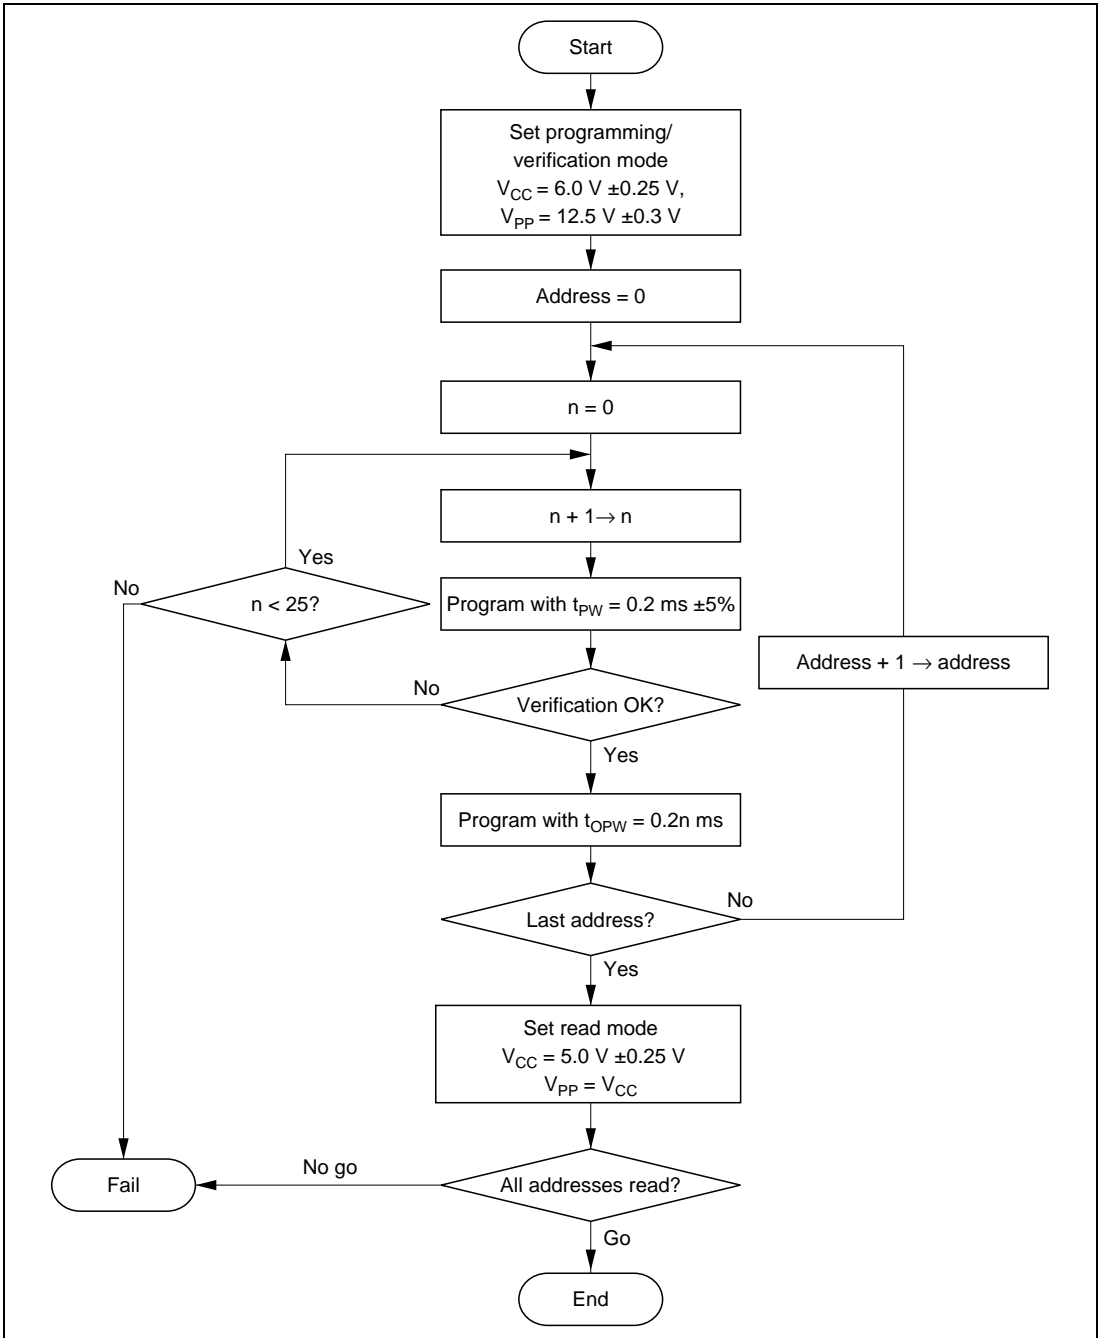 Start
Set programming/
verification mode
VCC = 6.0 V ±0.25 V,
VPP = 12.5 V ±0.3 V
Address = 0
n = 0
n + 1→ n
Yes
No
n < 25?
Program with tPW = 0.2 ms ±5%
Address + 1 → address
No
Verification OK?
Yes
Program with tOPW = 0.2n ms
No
Last address?
Yes
Set read mode
VCC = 5.0 V ±0.25 V
VPP = VCC
No go
Fail
All addresses read?
Go
End